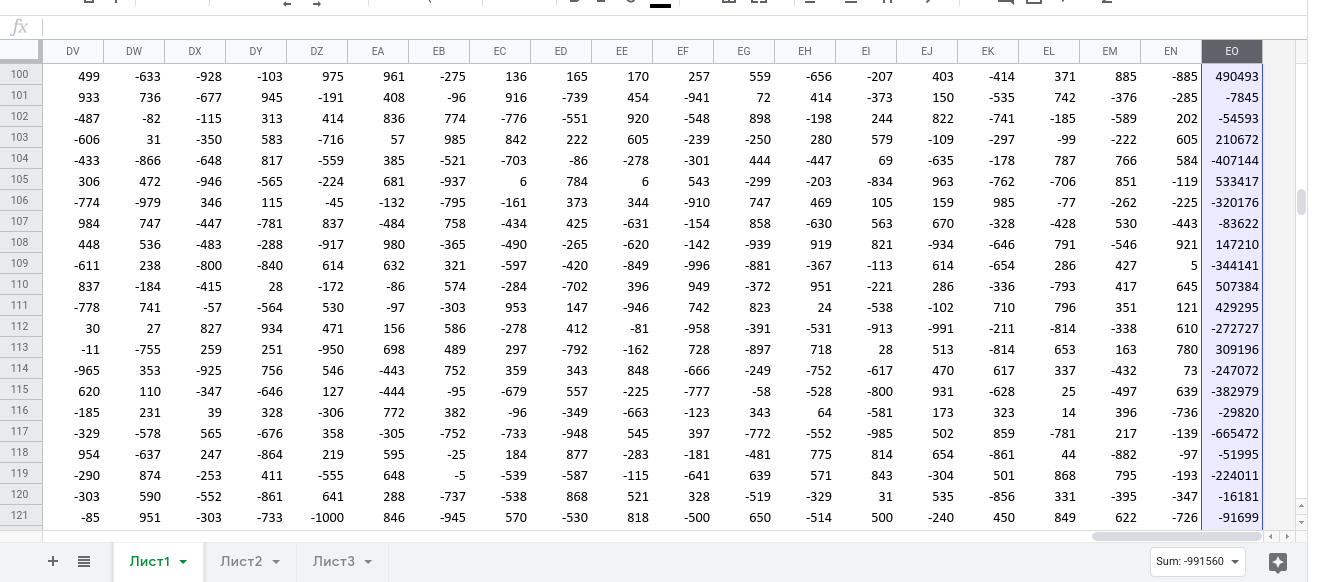 fx
DV DW DX DY DZ EA EB EC ED EE EF EG EH EI EJ EK EL EM EN EO
100 499 -633 -928 -103 975 961 -275 136 165 170 257 559 -656 -207 403 -414 371 885 -885 490493
101 933 736 -677 945 -191 408 -96 916 -739 454 -941 72 414 -373 150 -535 742 -376 -285 -7845
102 -487 -82 -115 313 414 836 774 -776 -551 920 -548 898 -198 244 822 -741 -185 -589 202 -54593
103 -606 31 -350 583 -716 57 985 842 222 605 -239 -250 280 579 -109 -297 -99 -222 605 210672
104 -433 -866 -648 817 -559 385 -521 -703 -86 -278 -301 444 -447 69 -635 -178 787 766 584 -407144
105 306 472 -946 -565 -224 681 -937 6 784 6 543 -299 -203 -834 963 -762 -706 851 -119 533417
106 -774 -979 346 115 -45 -132 -795 -161 373 344 -910 747 469 105 159 985 -77 -262 -225 -320176
107 984 747 -447 -781 837 -484 758 -434 425 -631 -154 858 -630 563 670 -328 -428 530 -443 -83622
108 448 536 -483 -288 -917 980 -365 -490 -265 -620 -142 -939 919 821 -934 -646 791 -546 921 147210
109 -611 238 -800 -840 614 632 321 -597 -420 -849 -996 -881 -367 -113 614 -654 286 427 5 -344141
110 837 -184 -415 28 -172 -86 574 -284 -702 396 949 -372 951 -221 286 -336 -793 417 645 507384
111 -778 741 -57 -564 530 -97 -303 953 147 -946 742 823 24 -538 -102 710 796 351 121 429295
112 30 27 827 934 471 156 586 -278 412 -81 -958 -391 -531 -913 -991 -211 -814 -338 610 -272727
113 -11 -755 259 251 -950 698 489 297 -792 -162 728 -897 718 28 513 -814 653 163 780 309196
114 -965 353 -925 756 546 -443 752 359 343 848 -666 -249 -752 -617 470 617 337 -432 73 -247072
115 620 110 -347 -646 127 -444 -95 -679 557 -225 -777 -58 -528 -800 931 -628 25 -497 639 -382979
116 -185 231 39 328 -306 772 382 -96 -349 -663 -123 343 64 -581 173 323 14 396 -736 -29820
117 -329 -578 565 -676 358 -305 -752 -733 -948 545 397 -772 -552 -985 502 859 -781 217 -139 -665472
118 954 -637 247 -864 219 595 -25 184 877 -283 -181 -481 775 814 654 -861 44 -882 -97 -51995
119 -290 874 -253 411 -555 648 -5 -539 -587 -115 -641 639 571 843 -304 501 868 795 -193 -224011
120 -303 590 -552 -861 641 288 -737 -538 868 521 328 -519 -329 31 535 -856 331 -395 -347 -16181
121 -85 951 -303 -733 -1000 846 -945 570 -530 818 -500 650 -514 500 -240 450 849 622 -726 -91699
Лист1 Лист2 Лист3 Sum: -991560